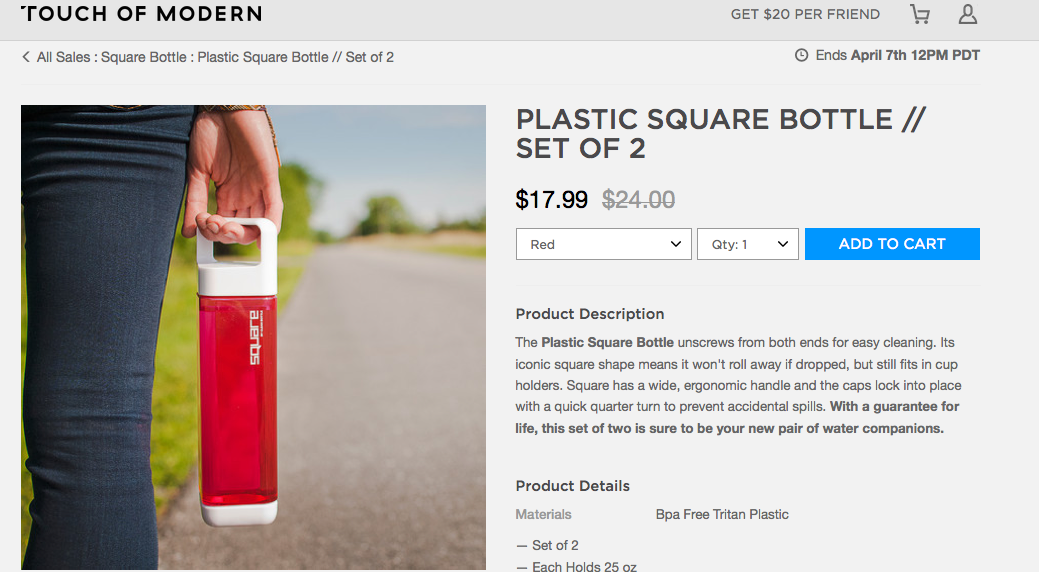 TOUCH OF MODERN
GET $20 PER FRIEND
All Sales : Square Bottle : Plastic Square Bottle // Set of 2
Ends April 7th 12PM PDT
PLASTIC SQUARE BOTTLE //
SET OF 2
$17.99 $24.00
Red
Qty: 1
ADD TO CART
square
Product Description
The Plastic Square Bottle unscrews from both ends for easy cleaning. Its
iconic square shape means it won't roll away if dropped, but still fits in cup
holders. Square has a wide, ergonomic handle and the caps lock into place
with a quick quarter turn to prevent accidental spills. With a guarantee for
life, this set of two is sure to be your new pair of water companions.
Product Details
Materials Bpa Free Tritan Plastic
— Set of 2
— Each Holds 25 oz